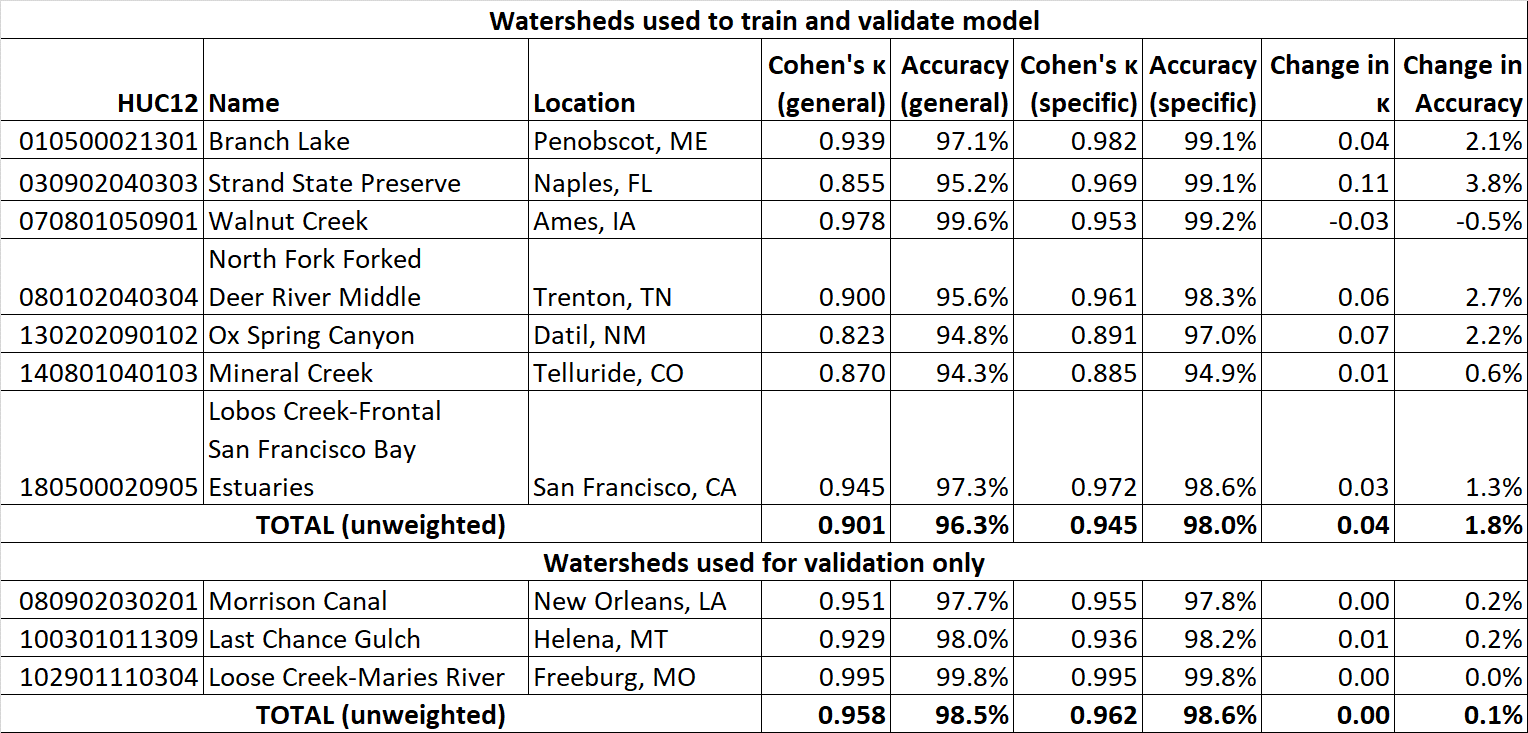 Watersheds used to train and validate model
HUC12 Name Location Cohen's κ (general) Accuracy (general) Cohen's κ (specific) Accuracy (specific) Change in κ Change in Accuracy
010500021301 Branch Lake Penobscot, ME 0.939 97.1% 0.982 99.1% 0.04 2.1%
030902040303 Strand State Preserve Naples, FL 0.855 95.2% 0.969 99.1% 0.11 3.8%
070801050901 Walnut Creek Ames, IA 0.978 99.6% 0.953 99.2% -0.03 -0.5%
080102040304 North Fork Forked Deer River Middle Trenton, TN 0.900 95.6% 0.961 98.3% 0.06 2.7%
130202090102 Ox Spring Canyon Datil, NM 0.823 94.8% 0.891 97.0% 0.07 2.2%
140801040103 Mineral Creek Telluride, CO 0.870 94.3% 0.885 94.9% 0.01 0.6%
180500020905 Lobos Creek-Frontal San Francisco Bay Estuaries San Francisco, CA 0.945 97.3% 0.972 98.6% 0.03 1.3%
TOTAL (unweighted) 0.901 96.3% 0.945 98.0% 0.04 1.8%
Watersheds used for validation only
080902030201 Morrison Canal New Orleans, LA 0.951 97.7% 0.955 97.8% 0.00 0.2%
100301011309 Last Chance Gulch Helena, MT 0.929 98.0% 0.936 98.2% 0.01 0.2%
102901110304 Loose Creek-Maries River Freeburg, MO 0.995 99.8% 0.995 99.8% 0.00 0.0%
TOTAL (unweighted) 0.958 98.5% 0.962 98.6% 0.00 0.1%